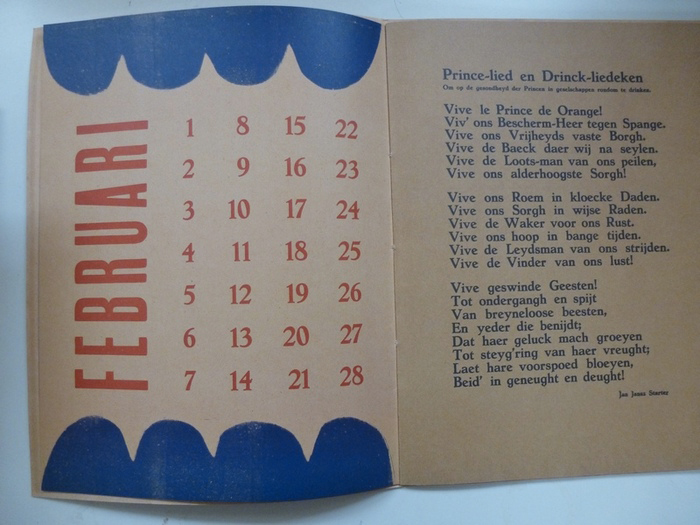 FEBRUARI
1 8 15 22
2 9 16 23
3 10 17 24
4 11 18 25
5 12 19 26
6 13 20 27
7 14 21 28
Prince-lied en Drinck-liedeken
Om op de gesondheyd der Princen in geselschappen rondom te drinken.
Vive le Prince de Orange!
Viv' ons Bescherm-Heer tegen Spange.
Vive ons Vrijheyds vaste Borgh.
Vive de Baeck daer wij na seylen.
Vive de Loots-man van ons peilen,
Vive ons alderhoogste Sorgh!
Vive ons Roem in kloecke Daden.
Vive ons Sorgh in wijse Raden.
Vive de Waker voor ons Rust.
Vive ons hoop in bange tijden.
Vive de Leydsman van ons strijden.
Vive de Vinder van ons lust!
Vive geswinde Geesten!
Tot ondergangh en spijt
Van breyneloose beesten,
En yeder die benijdt;
Dat haer geluck mach groeyen
Tot steyg'ring van haer vreught;
Laet hare voorspoed bloeyen,
Beid' in geneught en deught!
Jan Jansz Starter